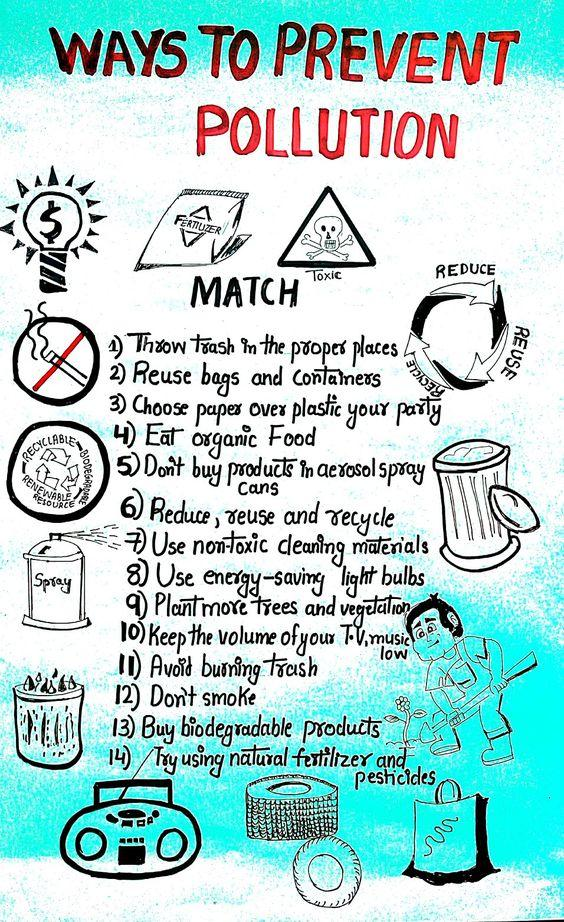 WAYS TO PREVENT
POLLUTION
$
FERTILIZER
Toxic
MATCH
REDUCE
REUSE
RECYCLE
1) Throw trash in the proper places
2) Reuse bags and containers
3) Choose paper over plastic your party
4) Eat organic Food
5) Don't buy products in aerosol spray
cans
6) Reduce, reuse and recycle
7) Use non-toxic cleaning materials
8) Use energy-saving light bulbs
9) Plant more trees and vegetation
10) Keep the volume of your T.V, music
low
11) Avoid burning trash
12) Don't smoke
13) Buy biodegradable products
14) Try using natural fertilizer and
pesticides
RECYCLABLE
BIODEGRADABLE
RENEWABLE
RESOURCE
Spray